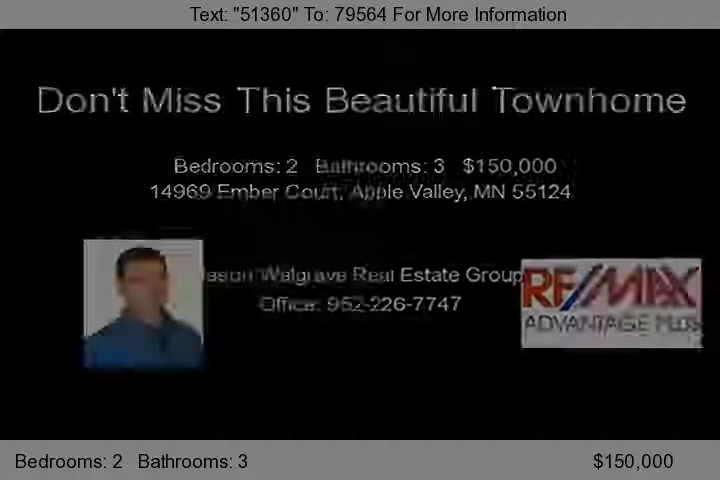 Text: "51360" To: 79564 For More Information
Don't Miss This Beautiful Townhome
Bedrooms: 2 Bathrooms: 3 $150,000
14969 Ember Court, Apple Valley, MN 55124
Jason Walgrave Real Estate Group
Office: 952-226-7747
RE/MAX
ADVANTAGE PLUS
Bedrooms: 2 Bathrooms: 3 $150,000